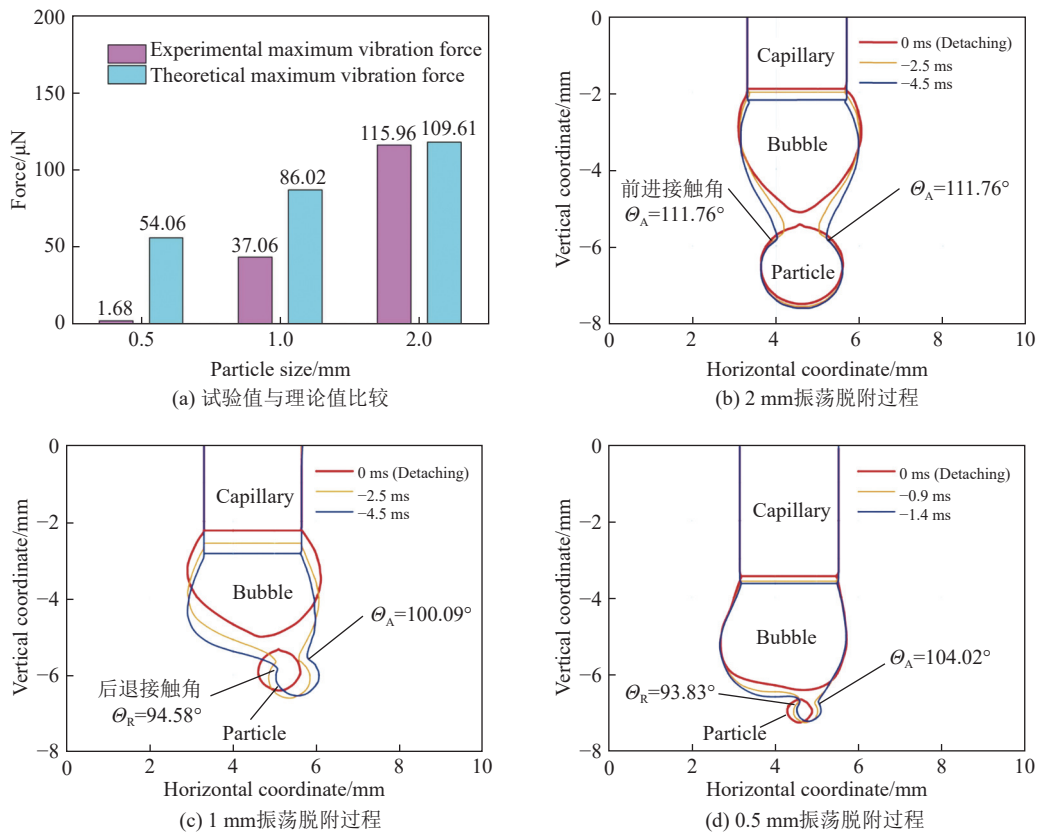 200
150
100
50
0
Force/μN
Experimental maximum vibration force
Theoretical maximum vibration force
1.68
54.06
37.06
86.02
115.96
109.61
0.5
1.0
2.0
Particle size/mm
(a) 试验值与理论值比较
0
−2
−4
−6
−8
Vertical coordinate/mm
Capillary
0 ms (Detaching)
−2.5 ms
−4.5 ms
Bubble
前进接触角
Θ_A=111.76°
Θ_A=111.76°
Particle
0 2 4 6 8 10
Horizontal coordinate/mm
(b) 2 mm振荡脱附过程
0
−2
−4
−6
−8
Vertical coordinate/mm
Capillary
0 ms (Detaching)
−2.5 ms
−4.5 ms
Bubble
Θ_A=100.09°
后退接触角
Θ_R=94.58°
Particle
0 2 4 6 8 10
Horizontal coordinate/mm
(c) 1 mm振荡脱附过程
0
−2
−4
−6
−8
Vertical coordinate/mm
Capillary
0 ms (Detaching)
−0.9 ms
−1.4 ms
Bubble
Θ_A=104.02°
Θ_R=93.83°
Particle
0 2 4 6 8 10
Horizontal coordinate/mm
(d) 0.5 mm振荡脱附过程